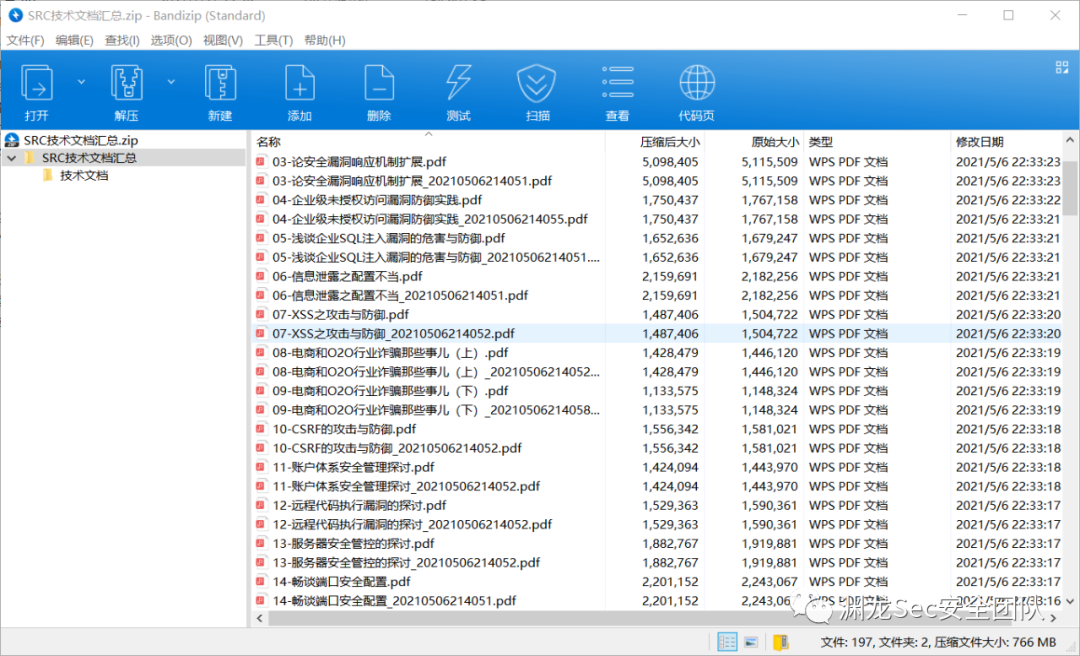 SRC技术文档汇总.zip - Bandizip (Standard)
文件(F) 编辑(E) 查找(I) 选项(O) 视图(V) 工具(T) 帮助(H)
打开 解压 新建 添加 删除 测试 扫描 查看 代码页
SRC技术文档汇总.zip
SRC技术文档汇总
技术文档
名称 压缩后大小 原始大小 类型 修改日期
03-论安全漏洞响应机制扩展.pdf 5,098,405 5,115,509 WPS PDF 文档 2021/5/6 22:33:23
03-论安全漏洞响应机制扩展_20210506214051.pdf 5,098,405 5,115,509 WPS PDF 文档 2021/5/6 22:33:23
04-企业级未授权访问漏洞防御实践.pdf 1,750,437 1,767,158 WPS PDF 文档 2021/5/6 22:33:22
04-企业级未授权访问漏洞防御实践_20210506214055.pdf 1,750,437 1,767,158 WPS PDF 文档 2021/5/6 22:33:21
05-浅谈企业SQL注入漏洞的危害与防御.pdf 1,652,636 1,679,247 WPS PDF 文档 2021/5/6 22:33:21
05-浅谈企业SQL注入漏洞的危害与防御_20210506214051.... 1,652,636 1,679,247 WPS PDF 文档 2021/5/6 22:33:21
06-信息泄露之配置不当.pdf 2,159,691 2,182,256 WPS PDF 文档 2021/5/6 22:33:21
06-信息泄露之配置不当_20210506214051.pdf 2,159,691 2,182,256 WPS PDF 文档 2021/5/6 22:33:21
07-XSS之攻击与防御.pdf 1,487,406 1,504,722 WPS PDF 文档 2021/5/6 22:33:20
07-XSS之攻击与防御_20210506214052.pdf 1,487,406 1,504,722 WPS PDF 文档 2021/5/6 22:33:20
08-电商和O2O行业诈骗那些事儿（上）.pdf 1,428,479 1,446,120 WPS PDF 文档 2021/5/6 22:33:19
08-电商和O2O行业诈骗那些事儿（上）_20210506214052... 1,428,479 1,446,120 WPS PDF 文档 2021/5/6 22:33:19
09-电商和O2O行业诈骗那些事儿（下）.pdf 1,133,575 1,148,324 WPS PDF 文档 2021/5/6 22:33:19
09-电商和O2O行业诈骗那些事儿（下）_20210506214058... 1,133,575 1,148,324 WPS PDF 文档 2021/5/6 22:33:19
10-CSRF的攻击与防御.pdf 1,556,342 1,581,021 WPS PDF 文档 2021/5/6 22:33:18
10-CSRF的攻击与防御_20210506214052.pdf 1,556,342 1,581,021 WPS PDF 文档 2021/5/6 22:33:18
11-账户体系安全管理探讨.pdf 1,424,094 1,443,970 WPS PDF 文档 2021/5/6 22:33:18
11-账户体系安全管理探讨_20210506214052.pdf 1,424,094 1,443,970 WPS PDF 文档 2021/5/6 22:33:18
12-远程代码执行漏洞的探讨.pdf 1,529,363 1,590,361 WPS PDF 文档 2021/5/6 22:33:17
12-远程代码执行漏洞的探讨_20210506214052.pdf 1,529,363 1,590,361 WPS PDF 文档 2021/5/6 22:33:17
13-服务器安全管控的探讨.pdf 1,882,767 1,919,881 WPS PDF 文档 2021/5/6 22:33:17
13-服务器安全管控的探讨_20210506214052.pdf 1,882,767 1,919,881 WPS PDF 文档 2021/5/6 22:33:17
14-畅谈端口安全配置.pdf 2,201,152 2,243,067 WPS PDF 文档 2021/5/6 22:33:17
14-畅谈端口安全配置_20210506214051.pdf 2,201,152 2,243,067 WPS PDF 文档 2021/5/6 22:33:16
渊龙Sec安全团队
文件: 197, 文件夹: 2, 压缩文件大小: 766 MB